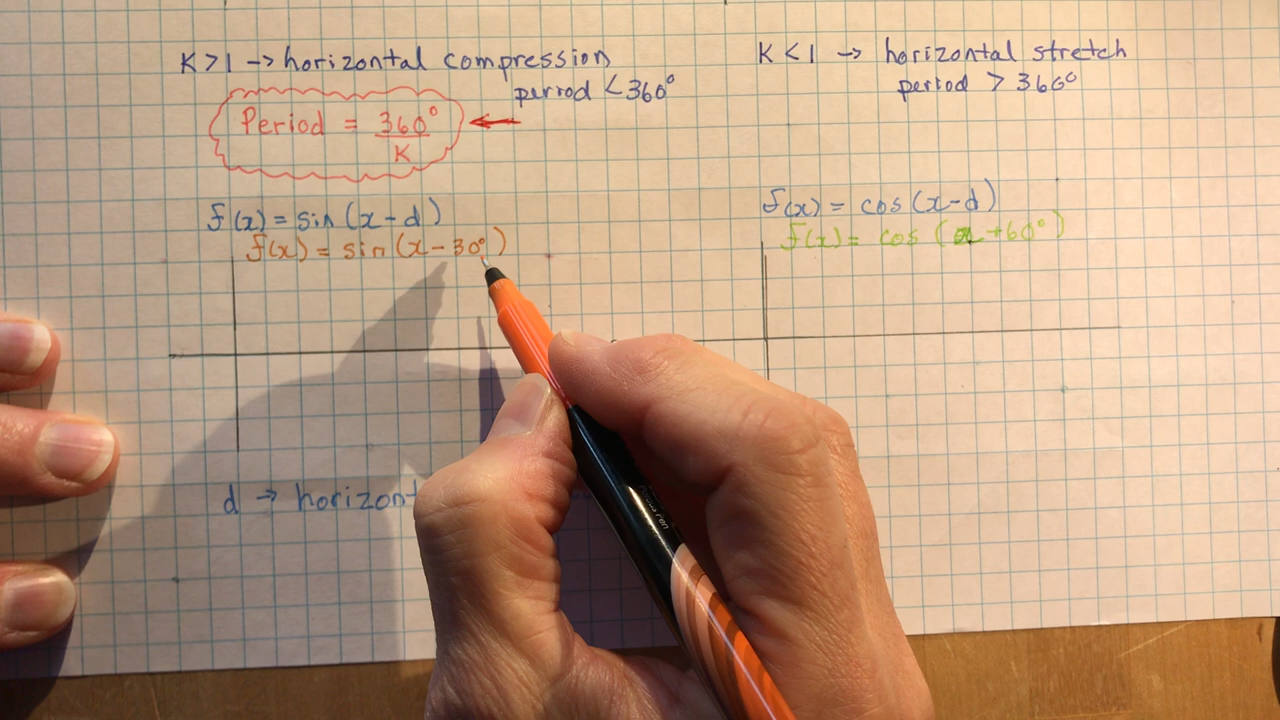 K > 1 → horizontal compression
period < 360°
Period = 360°
K
f(x) = sin (x - d)
f(x) = sin (x - 30°)
d → horizont
K < 1 → horizontal stretch
period > 360°
f(x) = cos (x - d)
f(x) = cos (x + 60°)